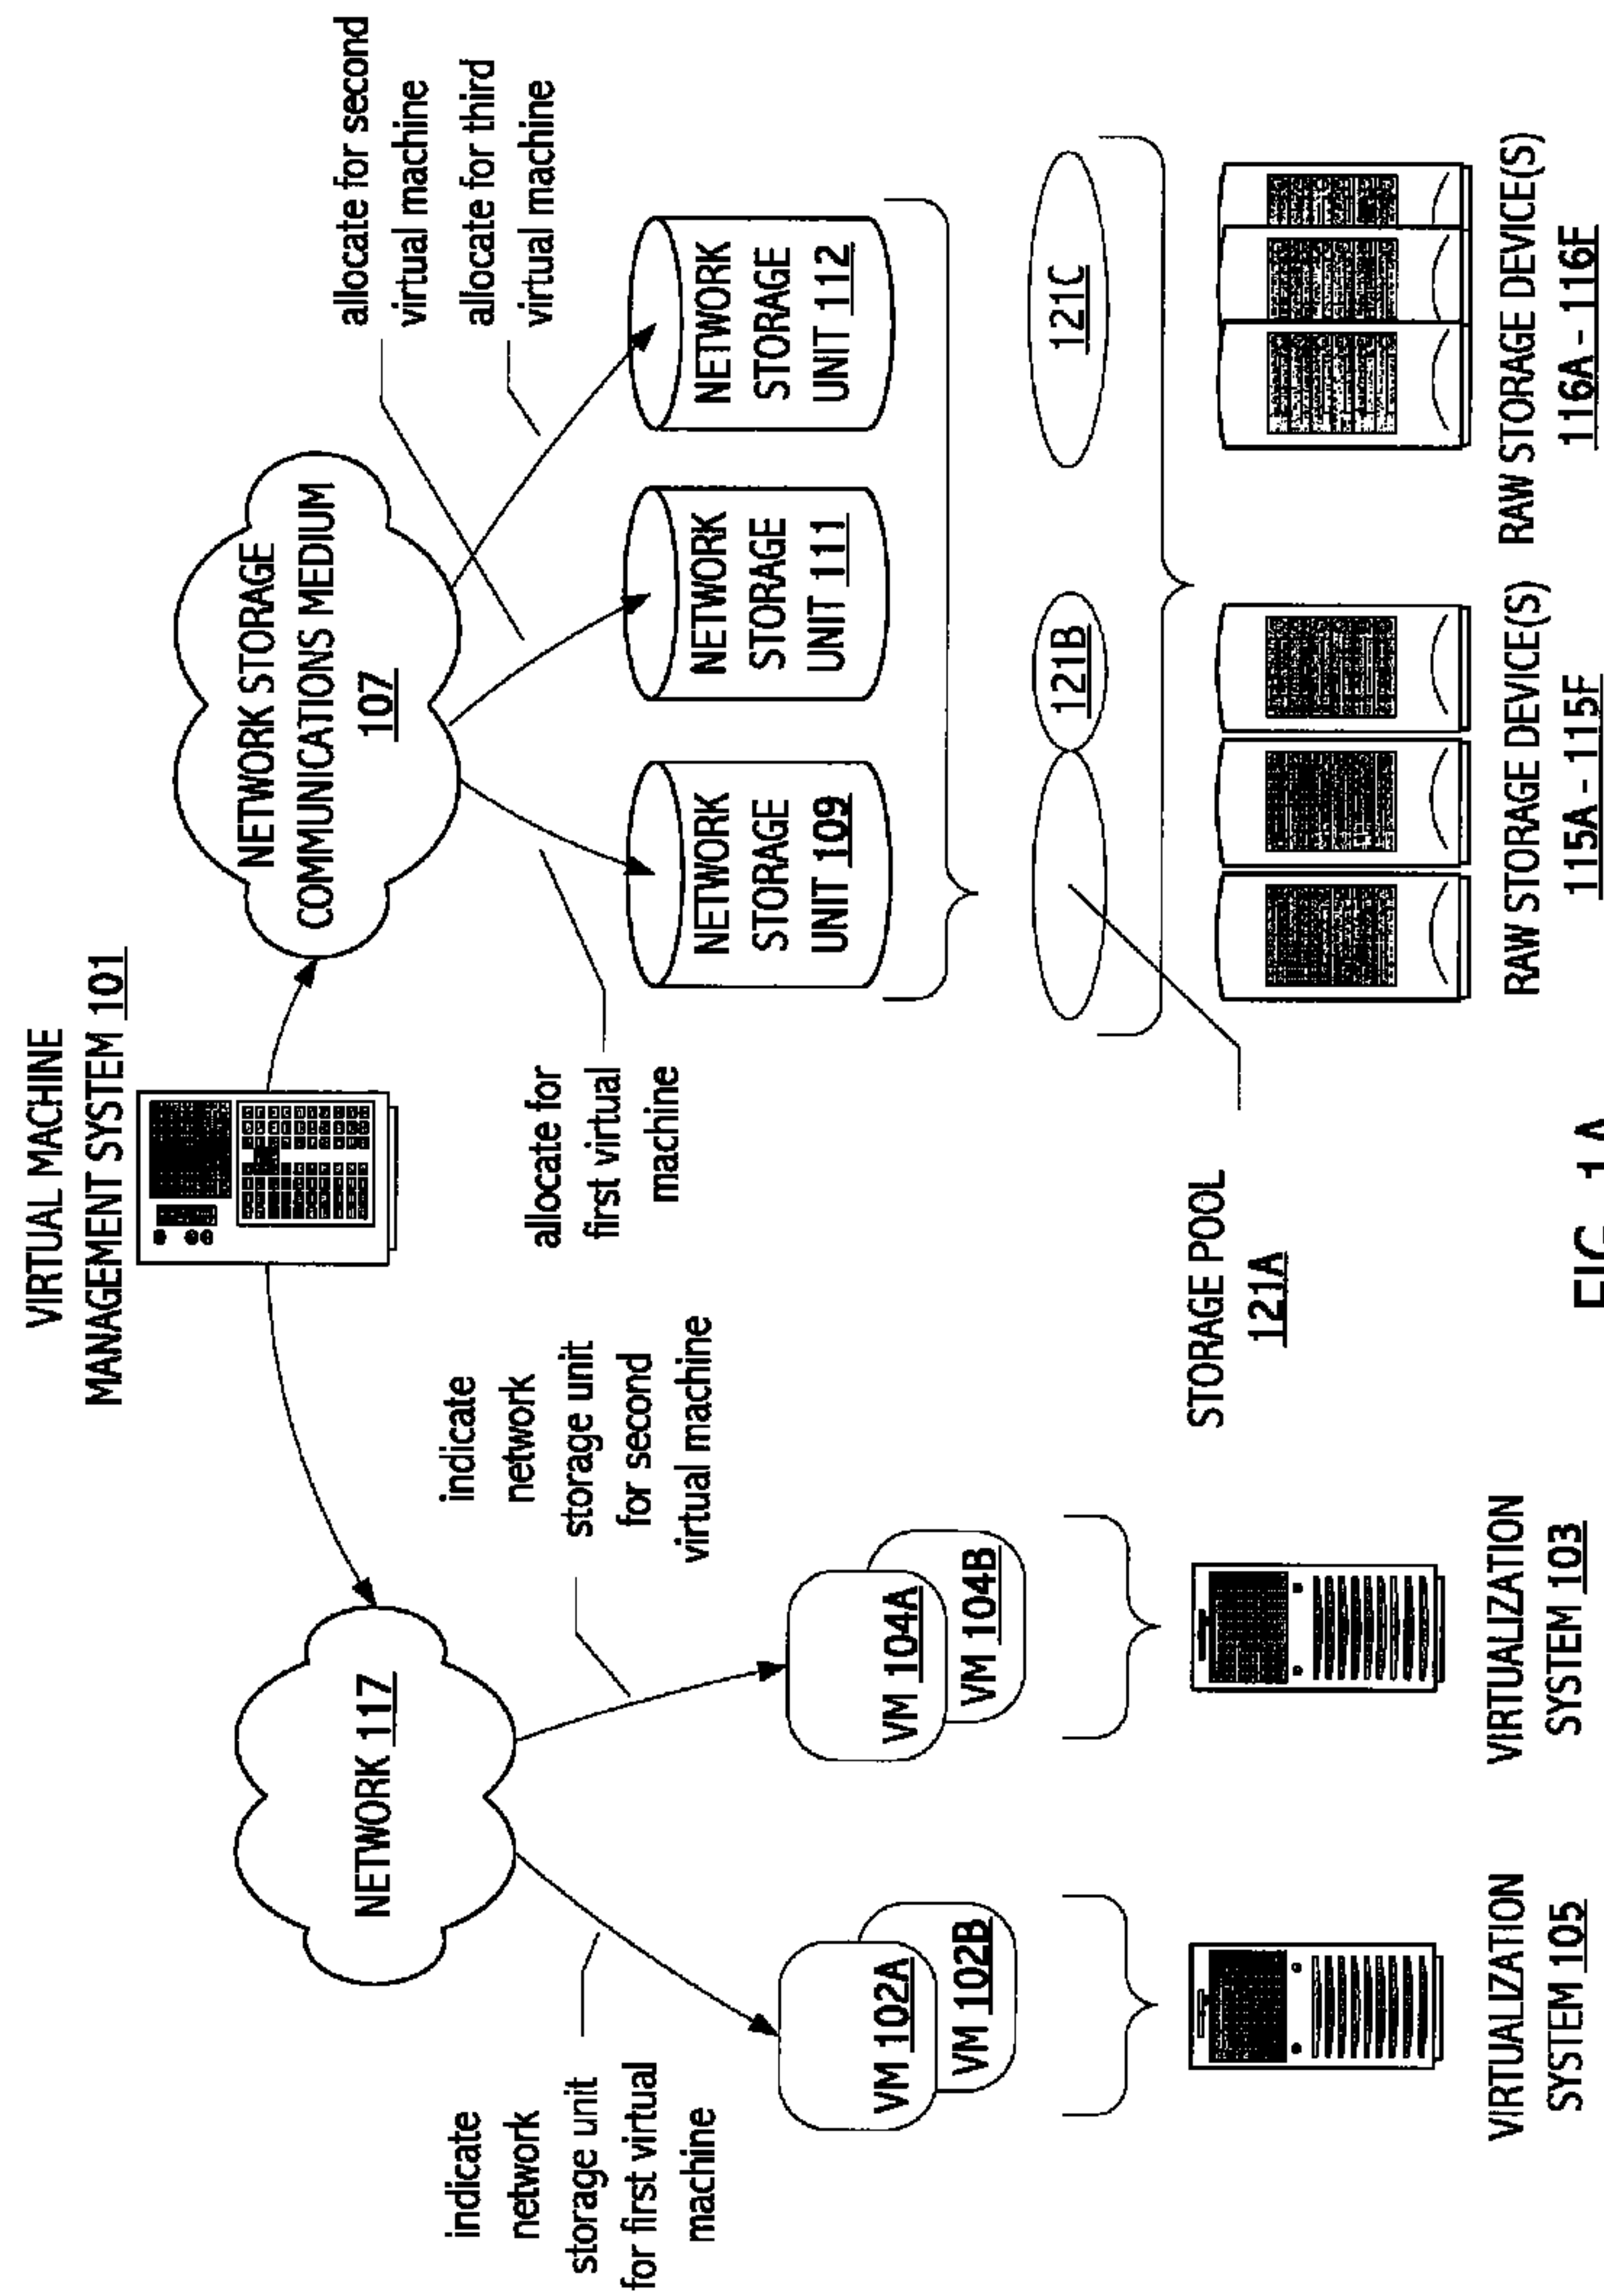 VIRTUAL MACHINE
MANAGEMENT SYSTEM 101
NETWORK 117
NETWORK STORAGE
COMMUNICATIONS MEDIUM
107
indicate
network
storage unit
for first virtual
machine
indicate
network
storage unit
for second
virtual machine
allocate for
first virtual
machine
allocate for second
virtual machine
allocate for third
virtual machine
VM 102A
VM 102B
VM 104A
VM 104B
NETWORK
STORAGE
UNIT 109
NETWORK
STORAGE
UNIT 111
NETWORK
STORAGE
UNIT 112
121B
121C
STORAGE POOL
121A
VIRTUALIZATION
SYSTEM 105
VIRTUALIZATION
SYSTEM 103
RAW STORAGE DEVICE(S)
115A - 115F
RAW STORAGE DEVICE(S)
116A - 116F
FIG. 1A